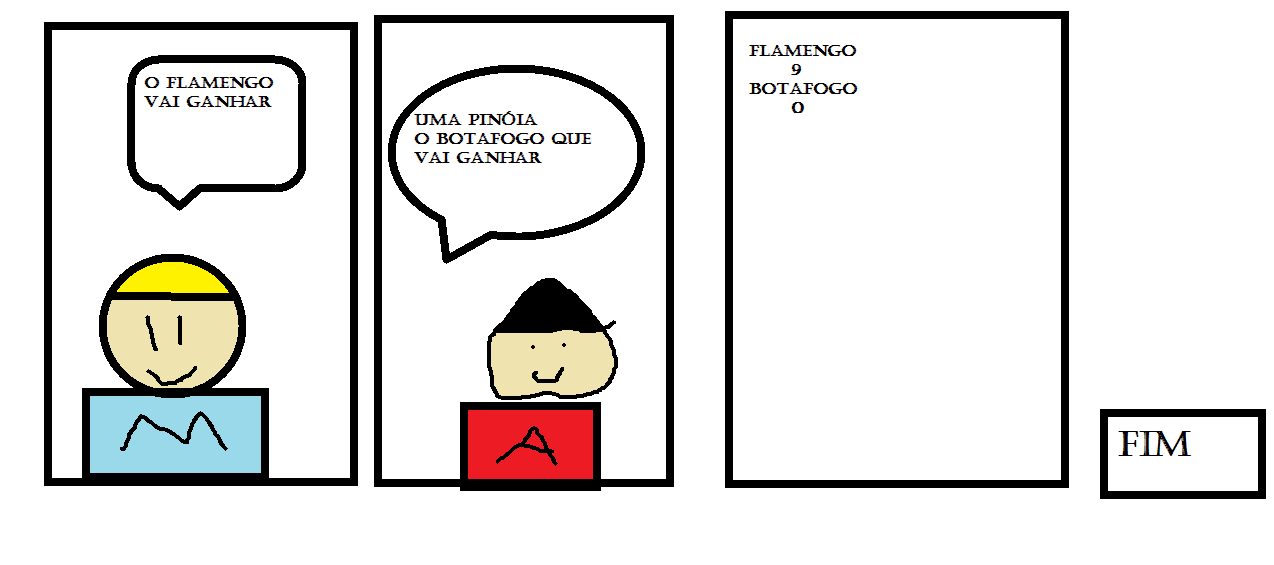 O FLAMENGO
VAI GANHAR
M
UMA PINÓIA
O BOTAFOGO QUE
VAI GANHAR
A
FLAMENGO
9
BOTAFOGO
0
FIM